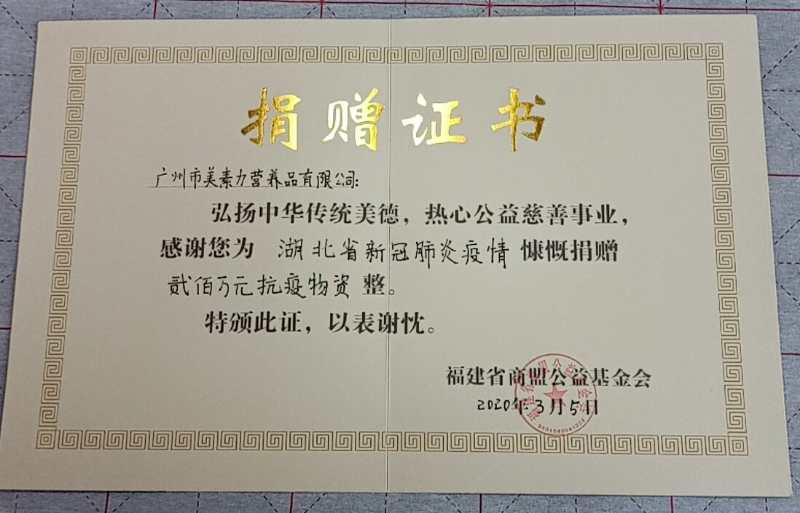 捐赠证书
广州市美素力营养品有限公司:
弘扬中华传统美德，热心公益慈善事业，
感谢您为 湖北省新冠肺炎疫情 慷慨捐赠
贰佰万元抗疫物资 整。
特颁此证，以表谢忱。
福建省商盟公益基金会
2020年3月5日